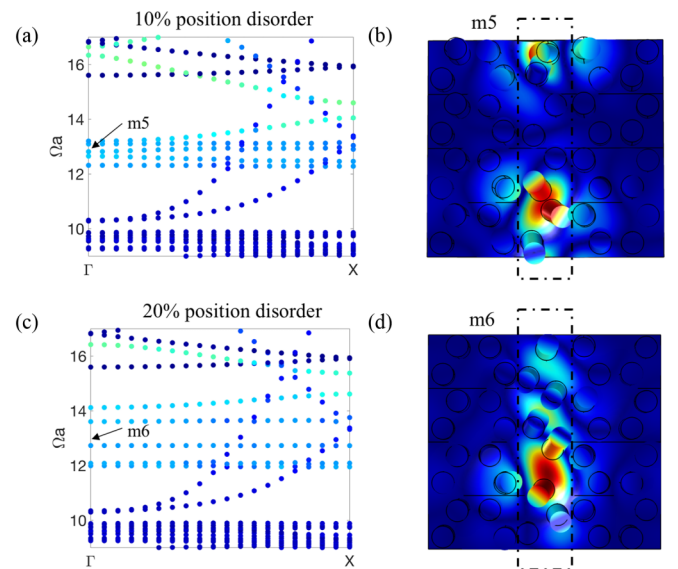 10% position disorder
(a)
(b)
m5
16
14
m5
Ωa
12
10
Γ
X
20% position disorder
(c)
(d)
m6
16
14
m6
Ωa
12
10
Γ
X